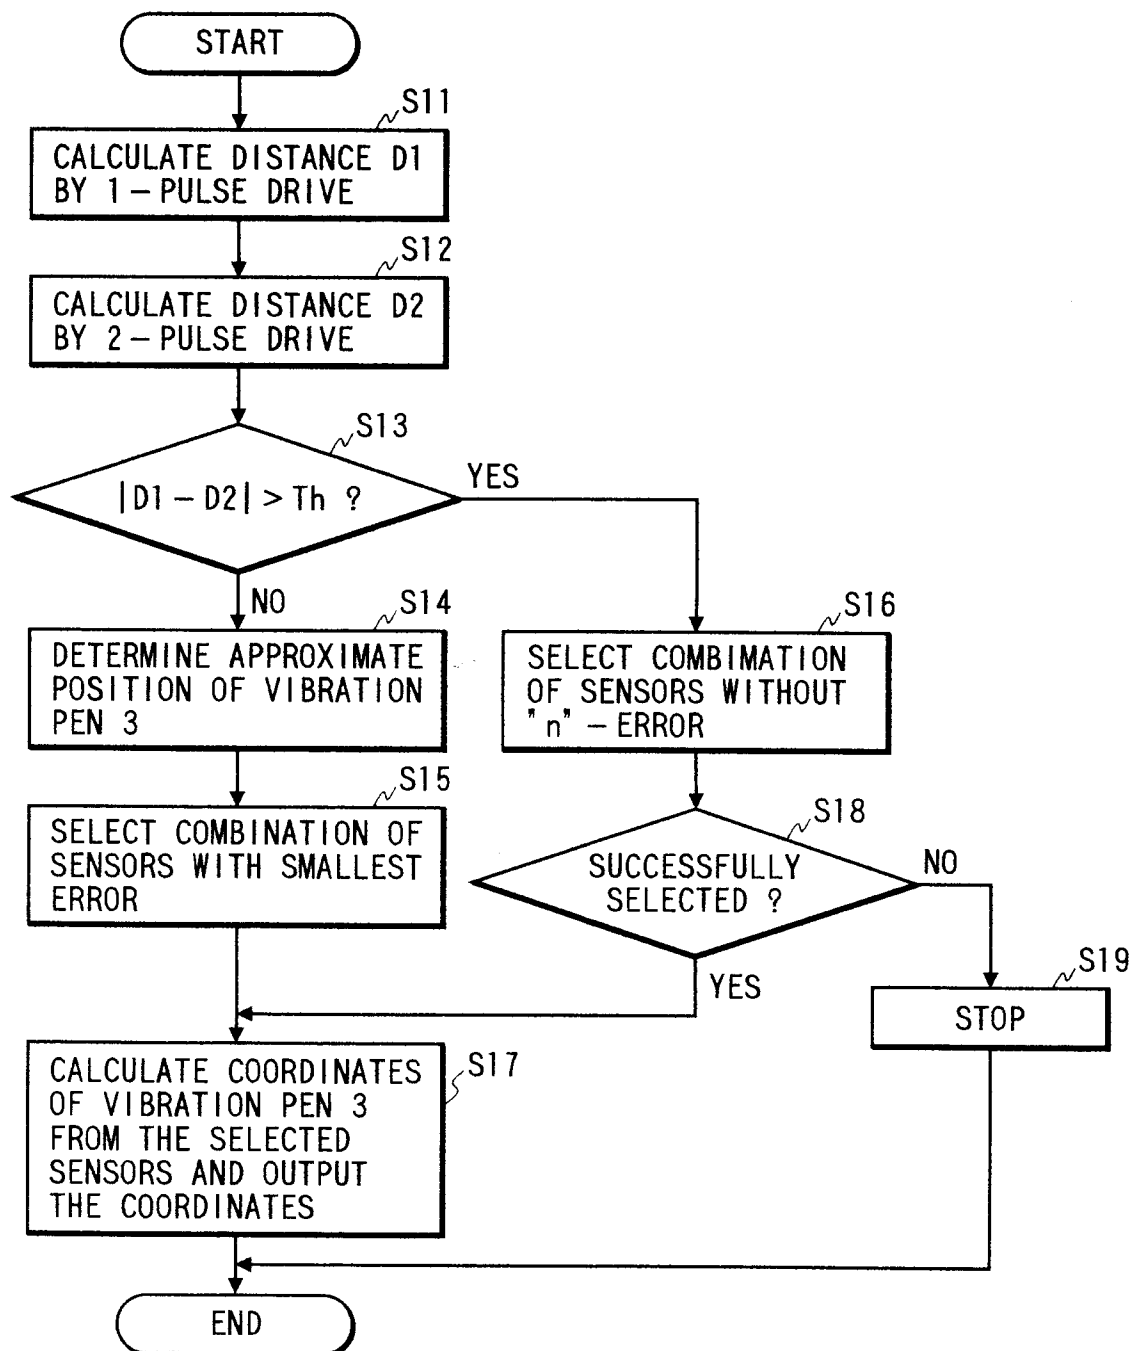 START
S11
CALCULATE DISTANCE D1
BY 1 – PULSE DRIVE
S12
CALCULATE DISTANCE D2
BY 2 – PULSE DRIVE
S13
|D1 – D2| > Th ?
YES
NO
S14
DETERMINE APPROXIMATE
POSITION OF VIBRATION
PEN 3
S16
SELECT COMBIMATION
OF SENSORS WITHOUT
"n" – ERROR
S15
SELECT COMBINATION OF
SENSORS WITH SMALLEST
ERROR
S18
SUCCESSFULLY
SELECTED ?
NO
YES
S19
STOP
S17
CALCULATE COORDINATES
OF VIBRATION PEN 3
FROM THE SELECTED
SENSORS AND OUTPUT
THE COORDINATES
END